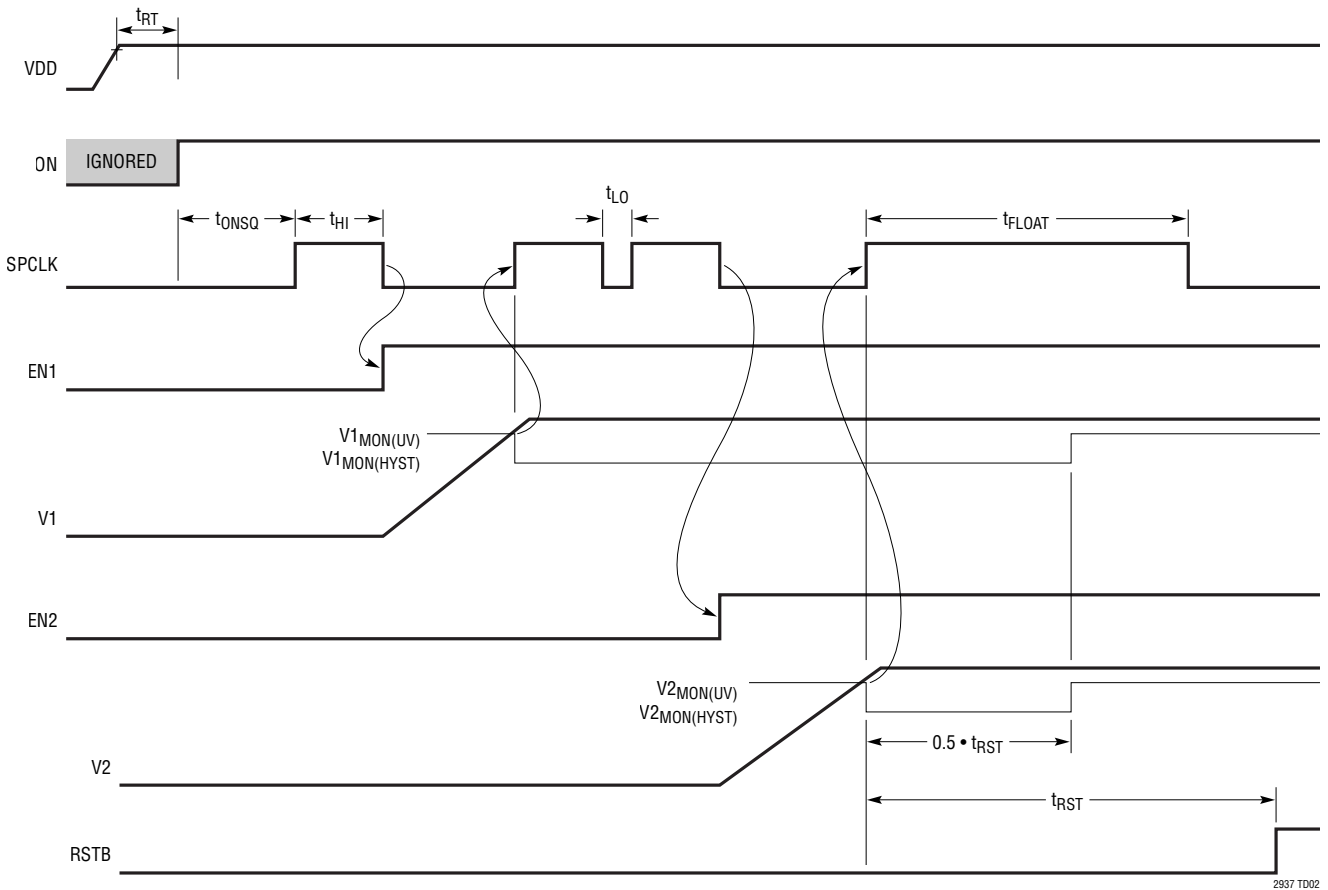 tRT
VDD
ON
IGNORED
tLO
tONSQ
tHI
tFLOAT
SPCLK
EN1
V1MON(UV)
V1MON(HYST)
V1
EN2
V2MON(UV)
V2MON(HYST)
0.5 • tRST
V2
tRST
RSTB
2937 TD02